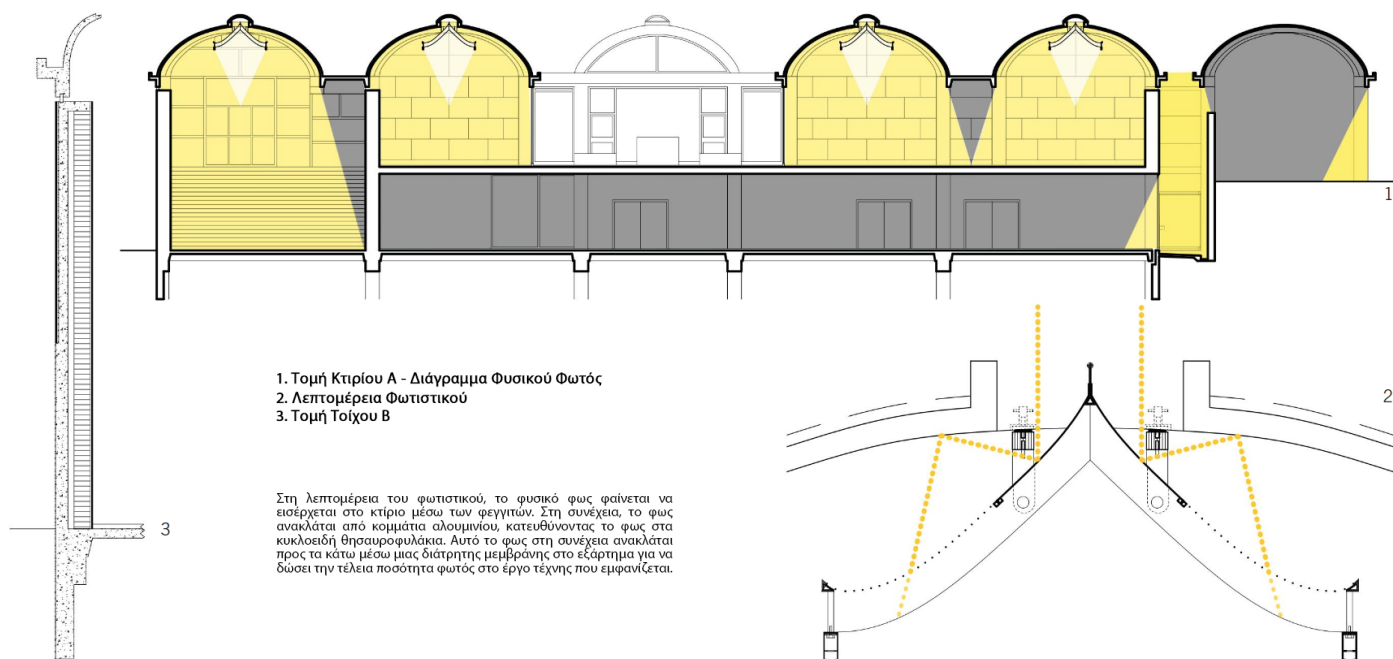 1
1. Τομή Κτιρίου Α - Διάγραμμα Φυσικού Φωτός
2. Λεπτομέρεια Φωτιστικού
3. Τομή Τοίχου Β
2
Στη λεπτομέρεια του φωτιστικού, το φυσικό φως φαίνεται να
εισέρχεται στο κτίριο μέσω των φεγγιτών. Στη συνέχεια, το φως
ανακλάται από κομμάτια αλουμινίου, κατευθύνοντας το φως στα
κυκλοειδή θησαυροφυλάκια. Αυτό το φως στη συνέχεια ανακλάται
προς τα κάτω μέσω μιας διάτρητης μεμβράνης στο εξάρτημα για να
δώσει την τέλεια ποσότητα φωτός στο έργο τέχνης που εμφανίζεται.
3